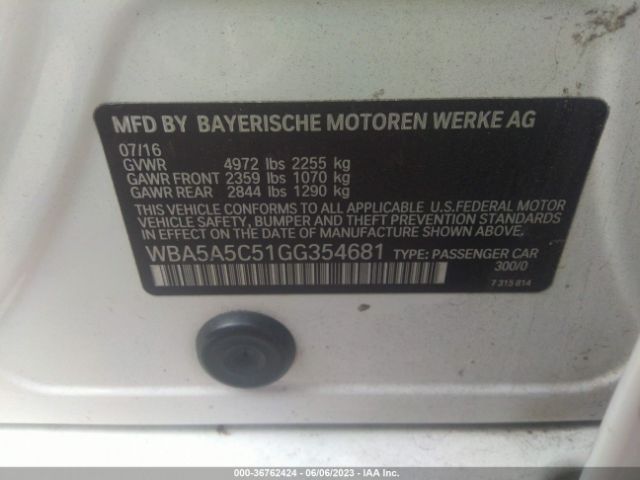 MFD BY BAYERISCHE MOTOREN WERKE AG
07/16
GVWR 4972 lbs 2255 kg
GAWR FRONT 2359 lbs 1070 kg
GAWR REAR 2844 lbs 1290 kg
THIS VEHICLE CONFORMS TO ALL APPLICABLE U.S.FEDERAL MOTOR
VEHICLE SAFETY, BUMPER AND THEFT PREVENTION STANDARDS
IN EFFECT ON THE DATE OF MANUFACTURE SHOWN ABOVE.
WBA5A5C51GG354681 TYPE: PASSENGER CAR
300/0
7 315 814
000-36762424 - 06/06/2023 - IAA Inc.